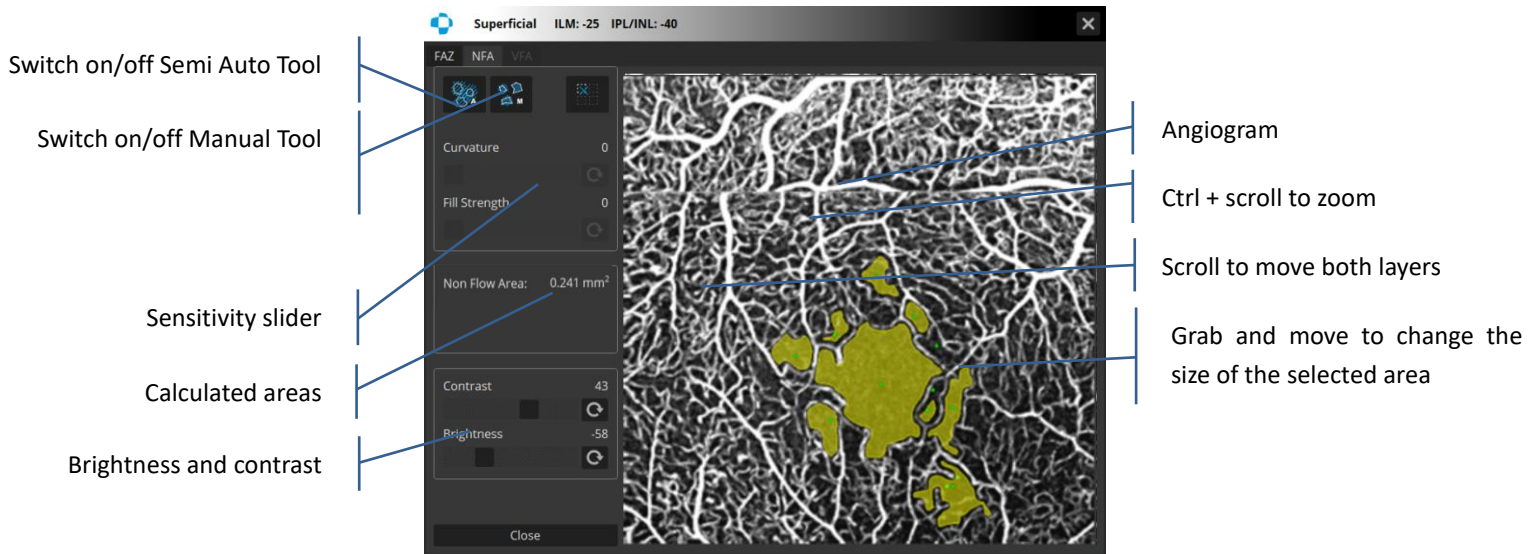 Superficial ILM: -25 IPL/INL: -40
FAZ NFA VFA
Switch on/off Semi Auto Tool
A M
Switch on/off Manual Tool
Curvature 0
Fill Strength 0
Non Flow Area: 0.241 mm²
Sensitivity slider
Calculated areas
Contrast 43
Brightness -58
Brightness and contrast
Close
Angiogram
Ctrl + scroll to zoom
Scroll to move both layers
Grab and move to change the
size of the selected area